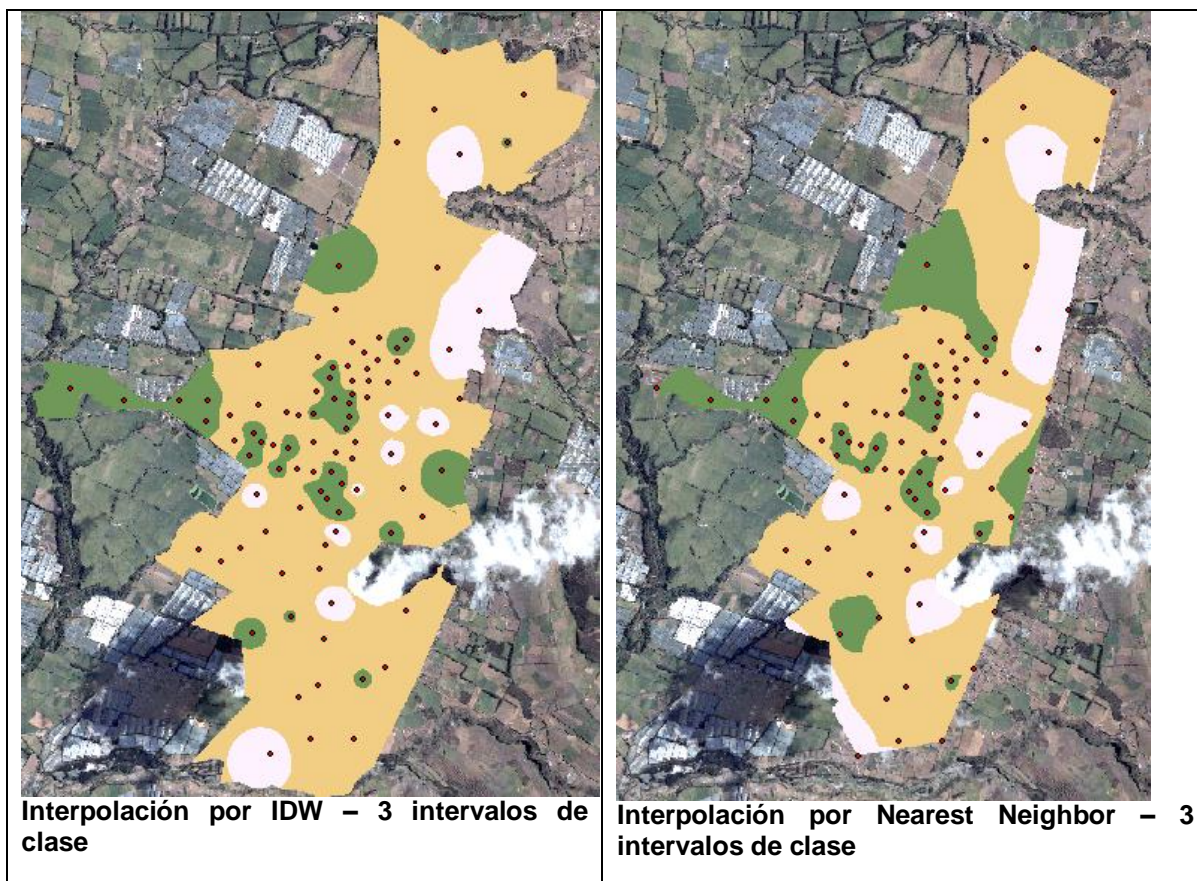 Interpolación por IDW – 3 intervalos de
clase
Interpolación por Nearest Neighbor – 3
intervalos de clase